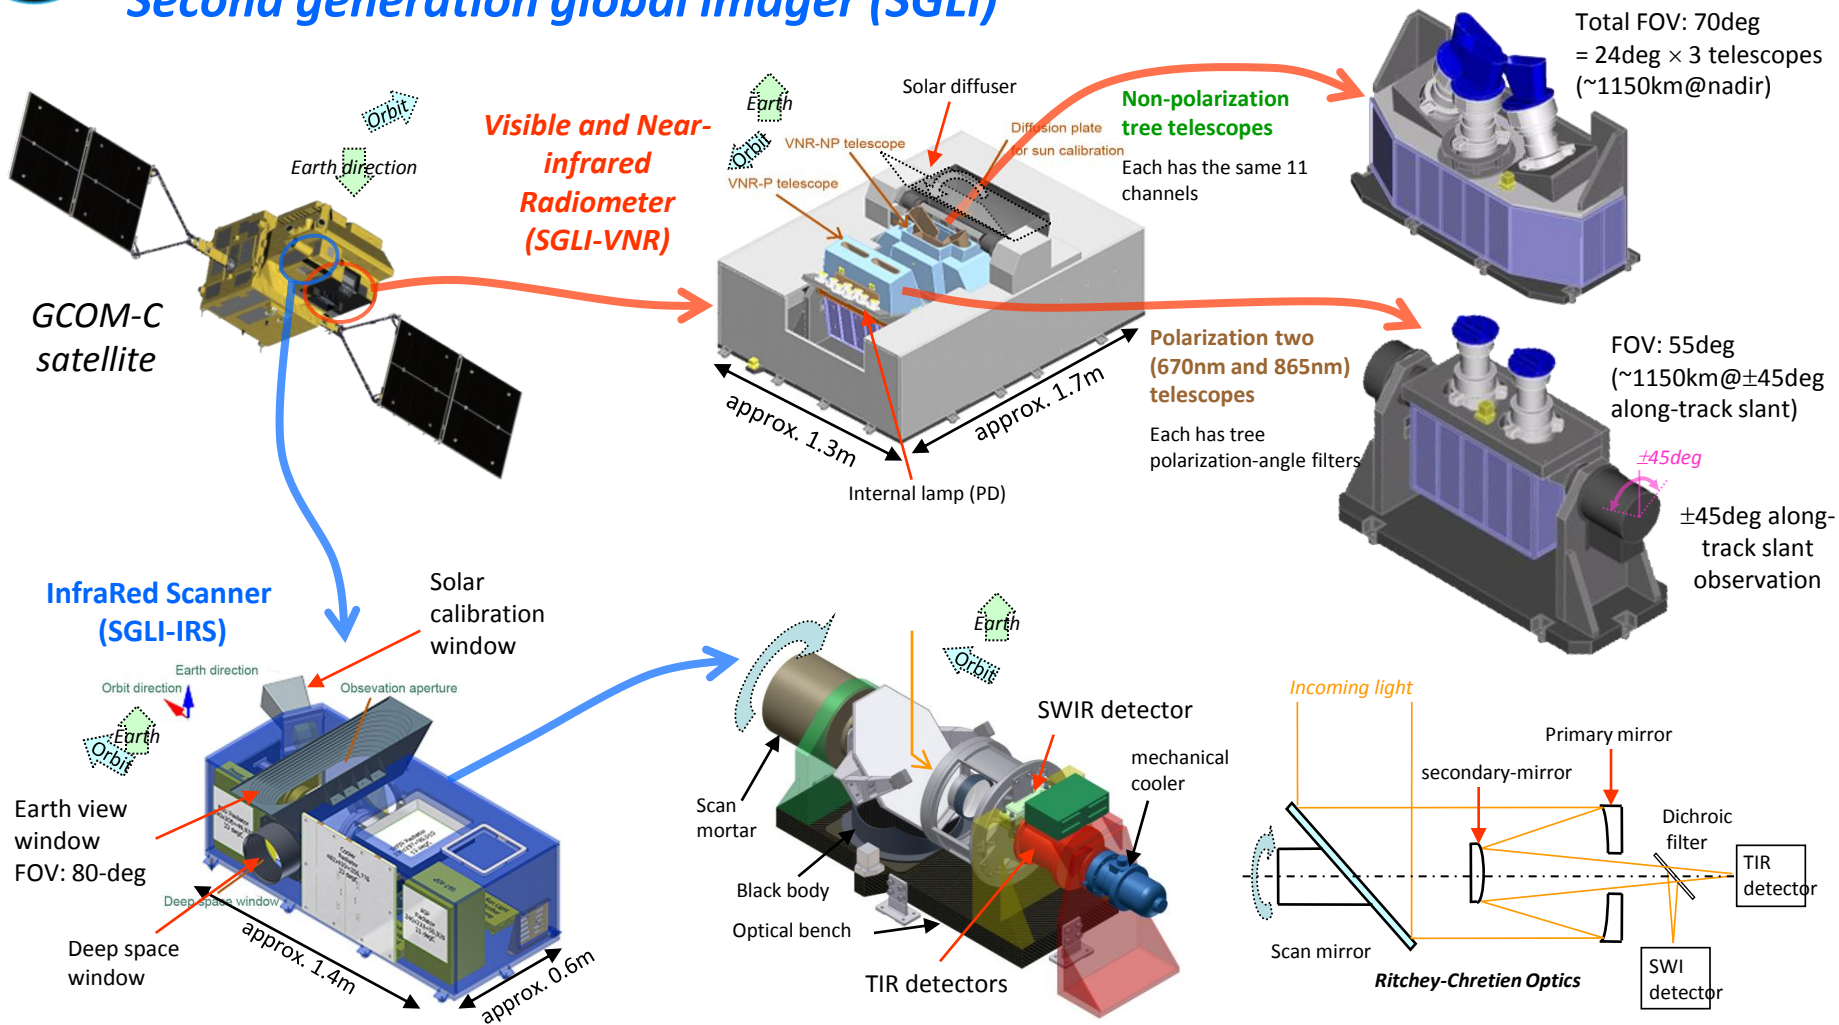 Second generation global imager (SGLI)
Total FOV: 70deg
= 24deg × 3 telescopes
(~1150km@nadir)
Orbit
Earth direction
GCOM-C
satellite
Visible and Near-
infrared
Radiometer
(SGLI-VNR)
Earth
Orbit
Solar diffuser
VNR-NP telescope
Diffusion plate
for sun calibration
VNR-P telescope
Non-polarization
tree telescopes
Each has the same 11
channels
approx. 1.3m
approx. 1.7m
Internal lamp (PD)
Polarization two
(670nm and 865nm)
telescopes
Each has tree
polarization-angle filters
FOV: 55deg
(~1150km@±45deg
along-track slant)
±45deg
±45deg along-
track slant
observation
InfraRed Scanner
(SGLI-IRS)
Solar
calibration
window
Earth direction
Orbit direction
Obsevation aperture
Earth
Orbit
Earth view
window
FOV: 80-deg
Deep space window
Deep space
window
approx. 1.4m
approx. 0.6m
Earth
Orbit
SWIR detector
mechanical
cooler
Scan
mortar
Black body
Optical bench
TIR detectors
Incoming light
Primary mirror
secondary-mirror
Dichroic
filter
TIR
detector
Scan mirror
SWI
detector
Ritchey-Chretien Optics